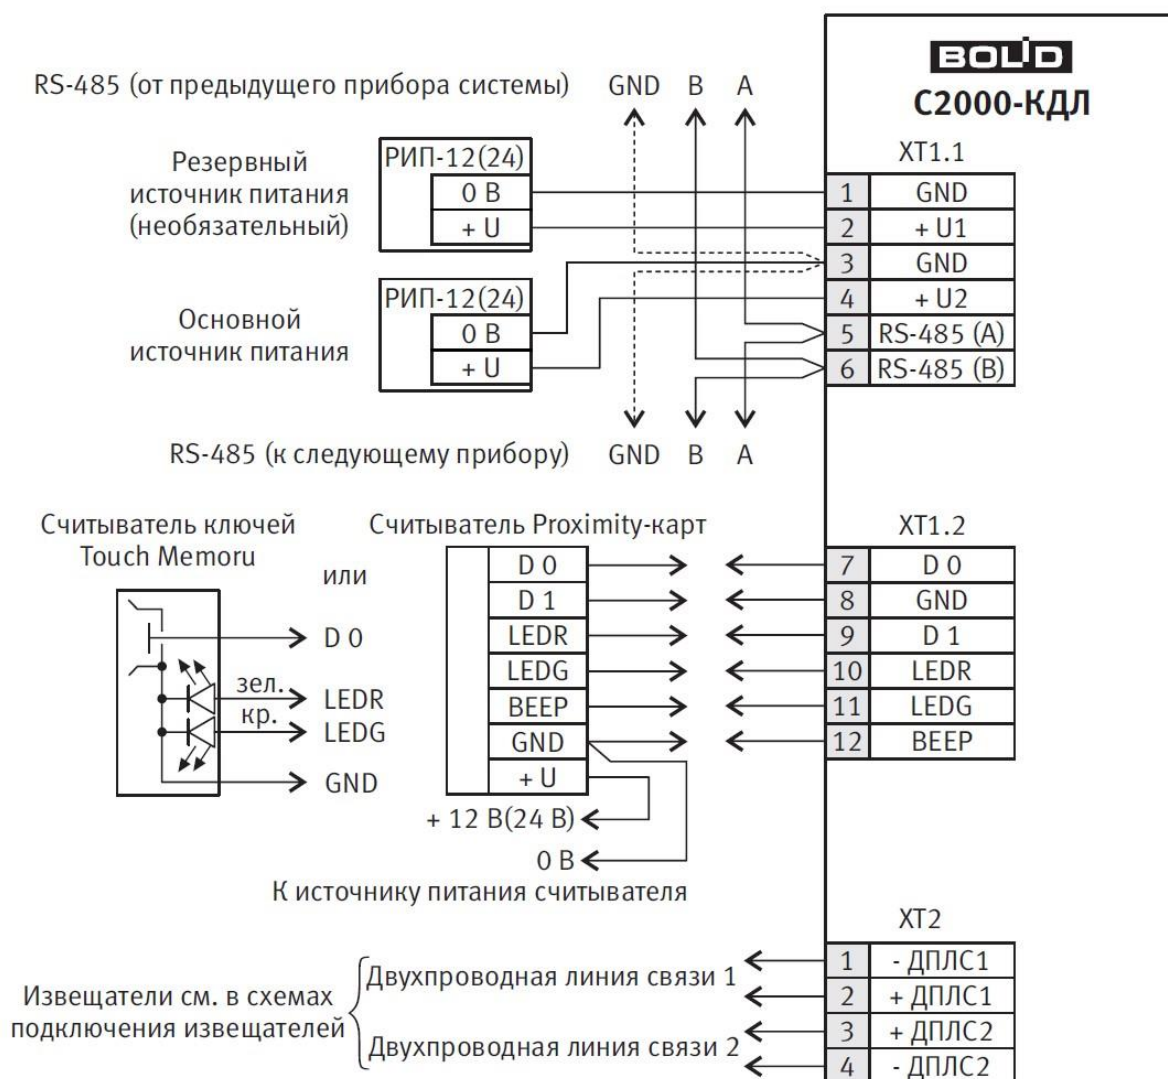 BOLID
С2000-КДЛ
RS-485 (от предыдущего прибора системы)
GND B A
Резервный
источник питания
(необязательный)
РИП-12(24)
0 В
+ U
Основной
источник питания
РИП-12(24)
0 В
+ U
RS-485 (к следующему прибору)
GND B A
XT1.1
1 GND
2 + U1
3 GND
4 + U2
5 RS-485 (A)
6 RS-485 (B)
Считыватель ключей
Touch Memoru
или
D 0
зел.
LEDR
кр.
LEDG
GND
Считыватель Proximity-карт
D 0
D 1
LEDR
LEDG
BEEP
GND
+ U
+ 12 В(24 В)
0 В
К источнику питания считывателя
XT1.2
7 D 0
8 GND
9 D 1
10 LEDR
11 LEDG
12 BEEP
Извещатели см. в схемах
подключения извещателей
Двухпроводная линия связи 1
Двухпроводная линия связи 2
XT2
1 - ДПЛС1
2 + ДПЛС1
3 + ДПЛС2
4 - ДПЛС2